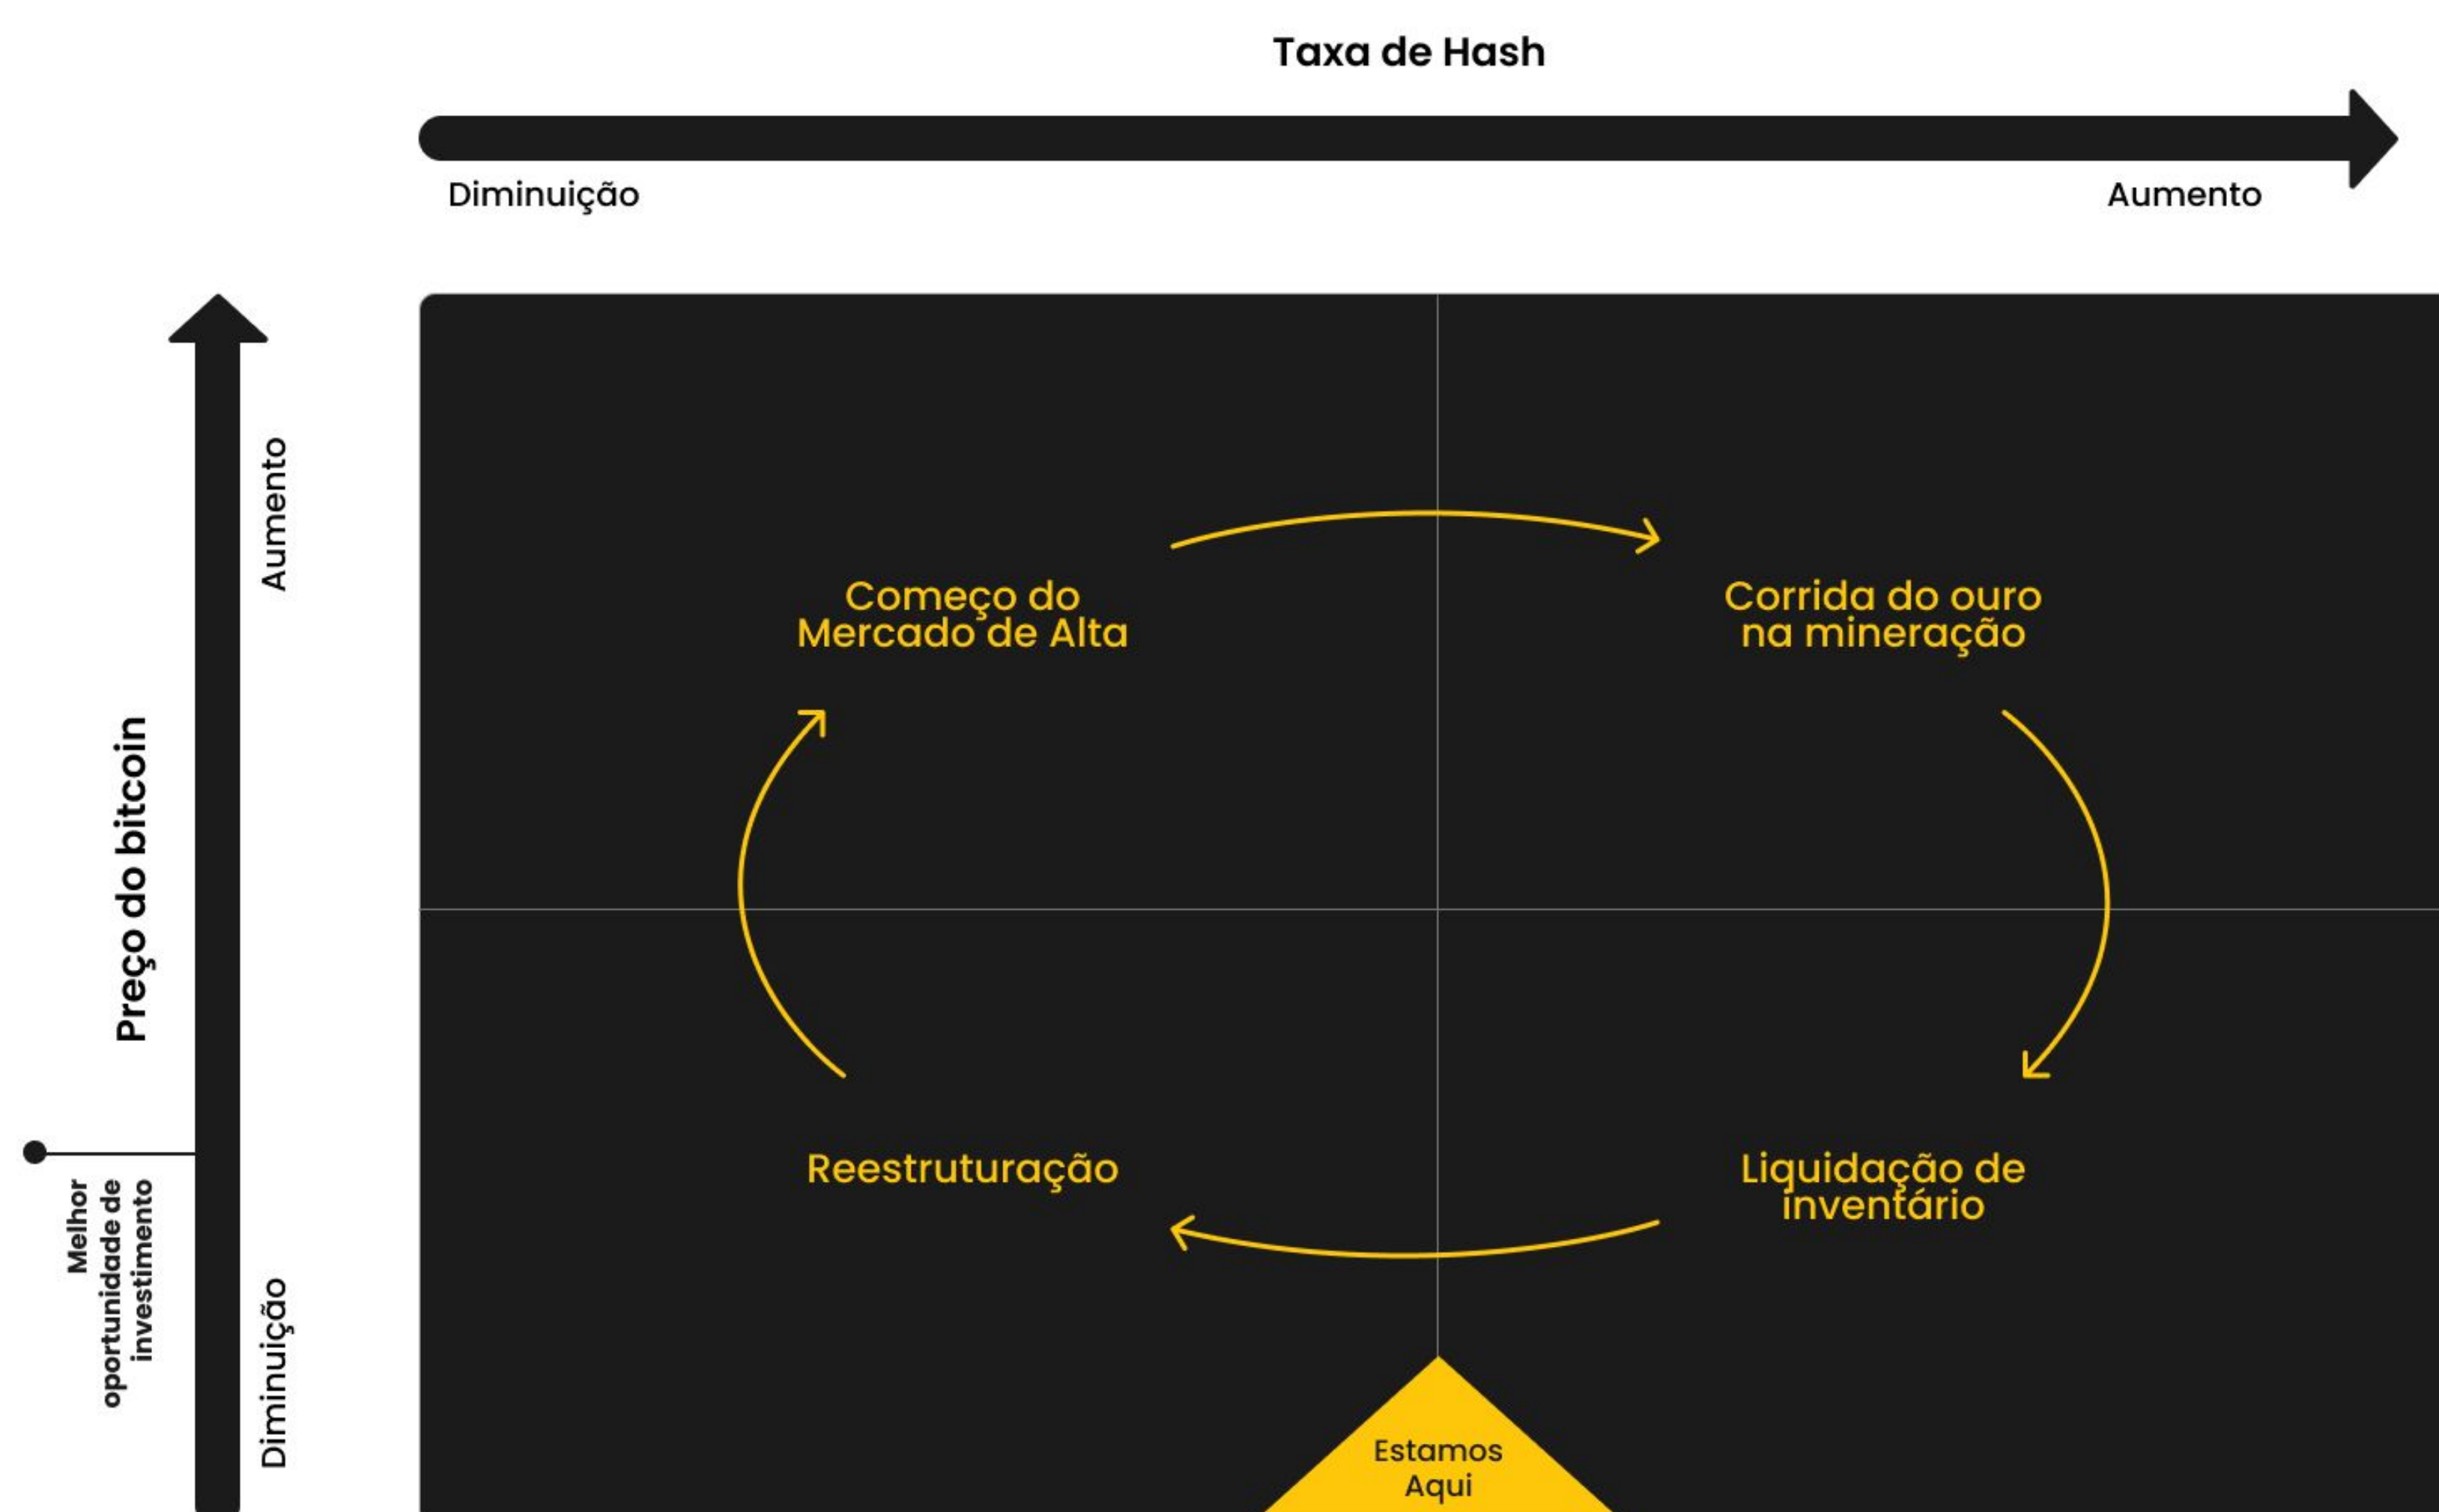 Taxa de Hash
Diminuição
Aumento
Aumento
Preço do bitcoin
Começo do
Mercado de Alta
Corrida do ouro
na mineração
Reestruturação
Liquidação de
inventário
Melhor
oportunidade de
investimento
Diminuição
Estamos
Aqui